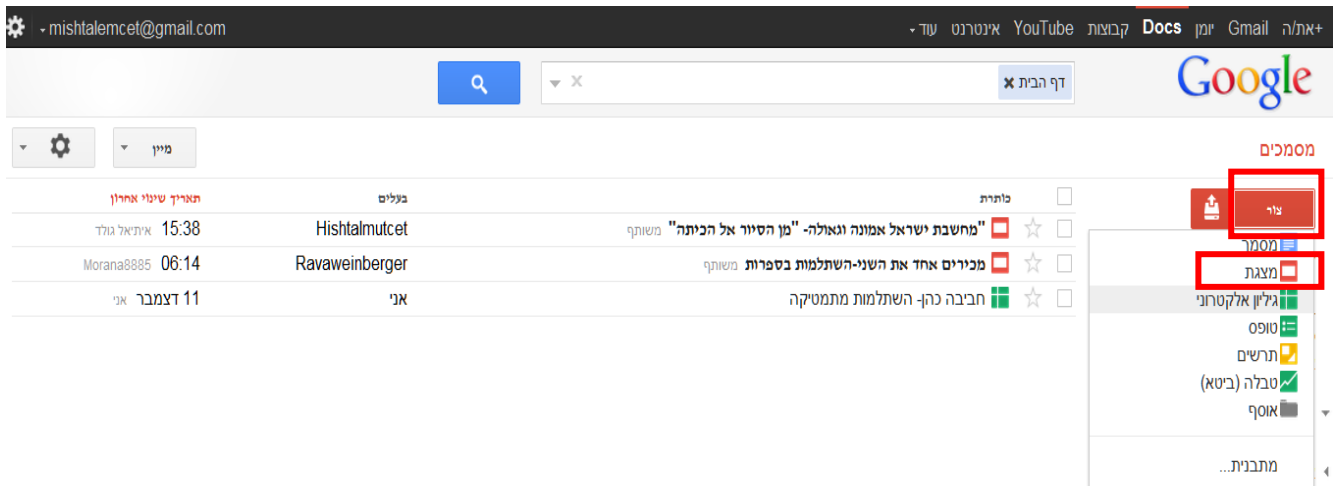 +את/ה Gmail יומן Docs קבוצות YouTube אינטרנט עוד
mishtalemcet@gmail.com
Google
דף הבית
מסמכים
מיין
צור
כותרת בעלים תאריך שינוי אחרון
"מחשבת ישראל אמונה וגאולה- "מן הסיור אל הכיתה" משותף Hishtalmutcet 15:38 איתיאל גולד
מכירים אחד את השני-השתלמות בספרות משותף Ravaweinberger 06:14 Morana8885
חביבה כהן- השתלמות מתמטיקה אני 11 דצמבר אני
מסמך
מצגת
גיליון אלקטרוני
טופס
תרשים
טבלה (ביטא)
אוסף
מתבנית...